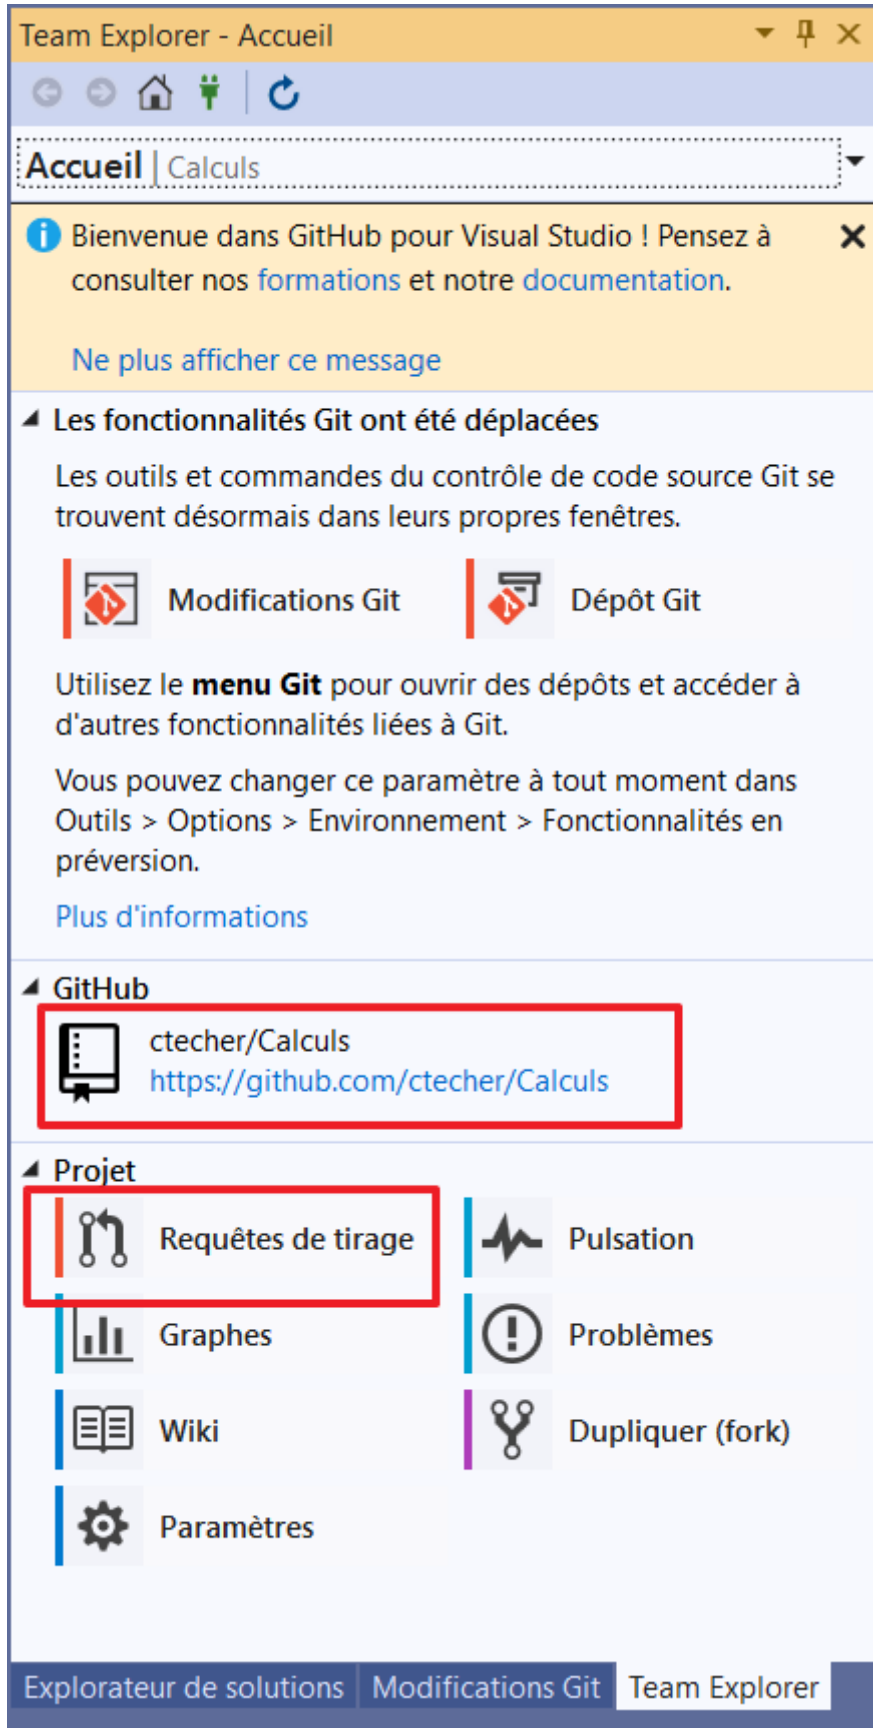 Team Explorer - Accueil
Accueil | Calculs
Bienvenue dans GitHub pour Visual Studio ! Pensez à
consulter nos formations et notre documentation.
Ne plus afficher ce message
Les fonctionnalités Git ont été déplacées
Les outils et commandes du contrôle de code source Git se
trouvent désormais dans leurs propres fenêtres.
Modifications Git
Dépôt Git
Utilisez le menu Git pour ouvrir des dépôts et accéder à
d'autres fonctionnalités liées à Git.
Vous pouvez changer ce paramètre à tout moment dans
Outils > Options > Environnement > Fonctionnalités en
préversion.
Plus d'informations
GitHub
ctecher/Calculs
https://github.com/ctecher/Calculs
Projet
Requêtes de tirage
Pulsation
Graphes
Problèmes
Wiki
Dupliquer (fork)
Paramètres
Explorateur de solutions
Modifications Git
Team Explorer